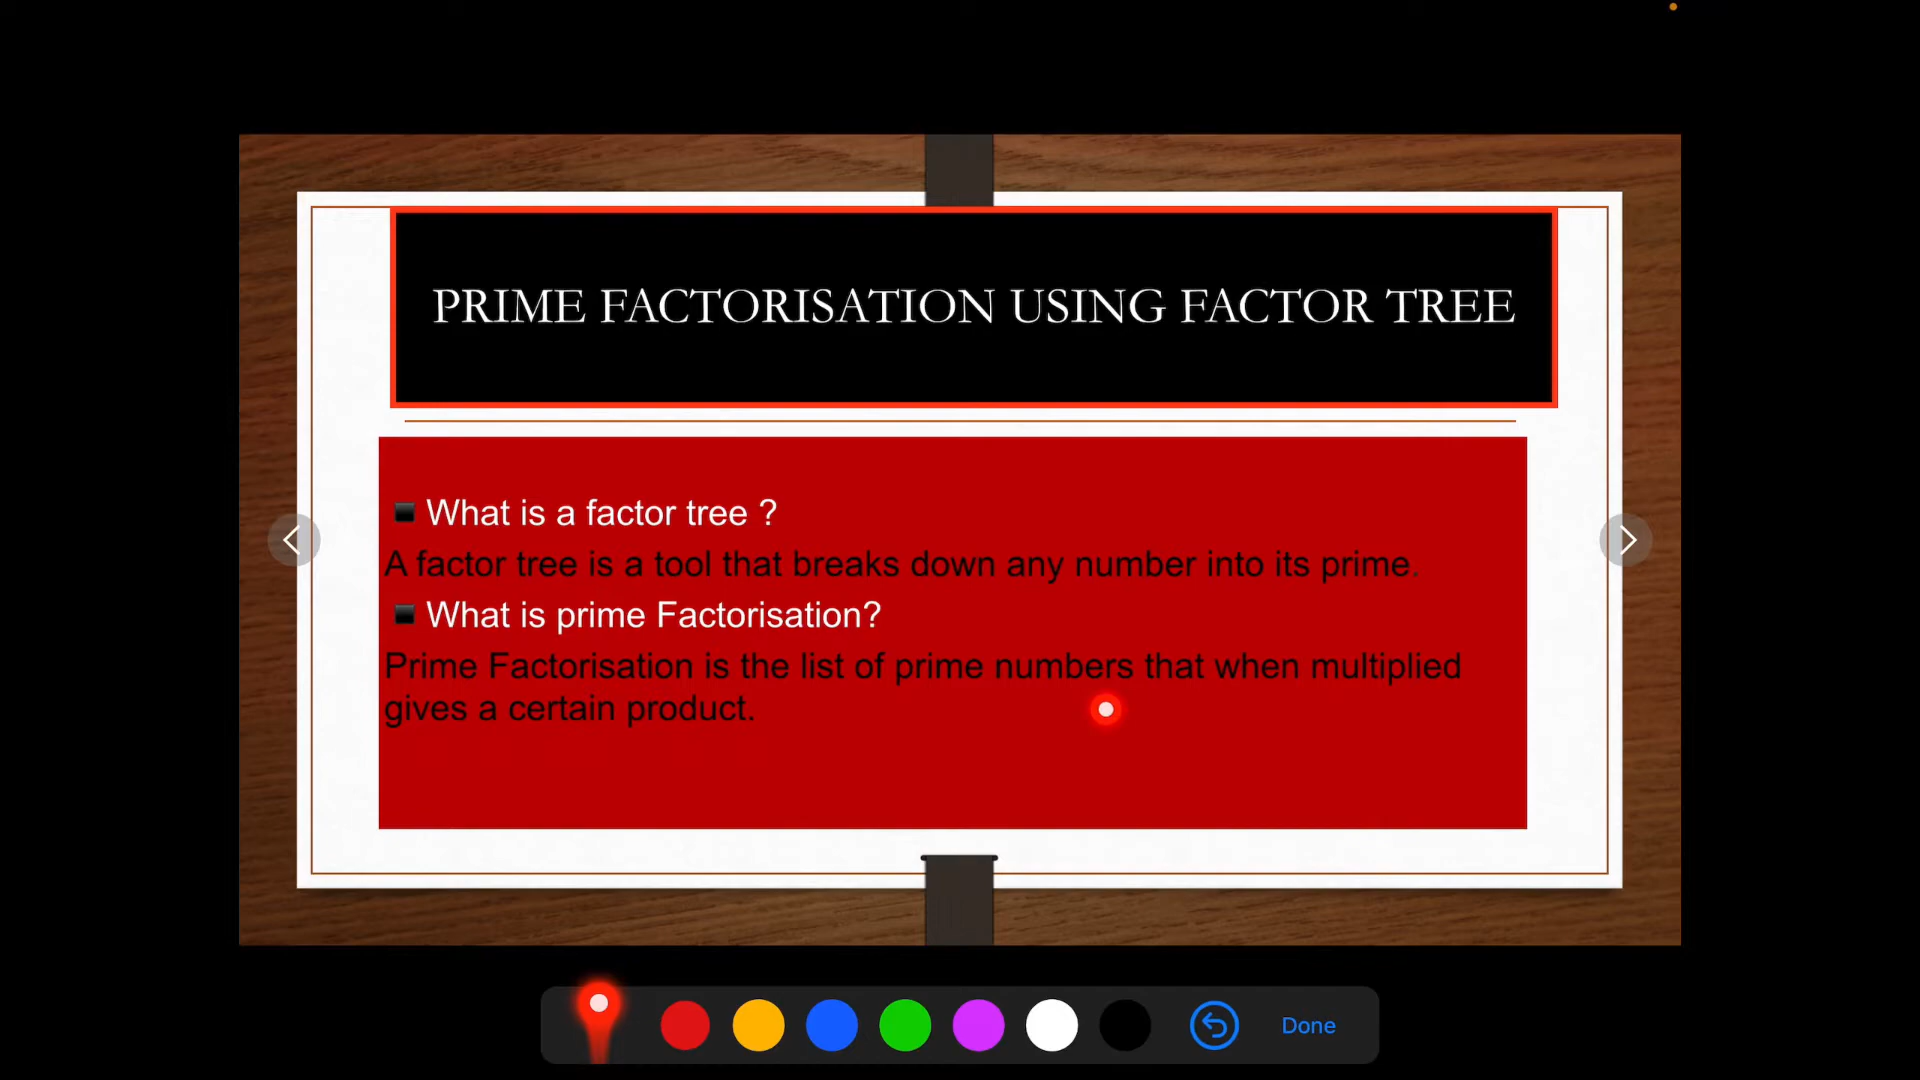 PRIME FACTORISATION USING FACTOR TREE
What is a factor tree ?
A factor tree is a tool that breaks down any number into its prime.
What is prime Factorisation?
Prime Factorisation is the list of prime numbers that when multiplied
gives a certain product.
Done